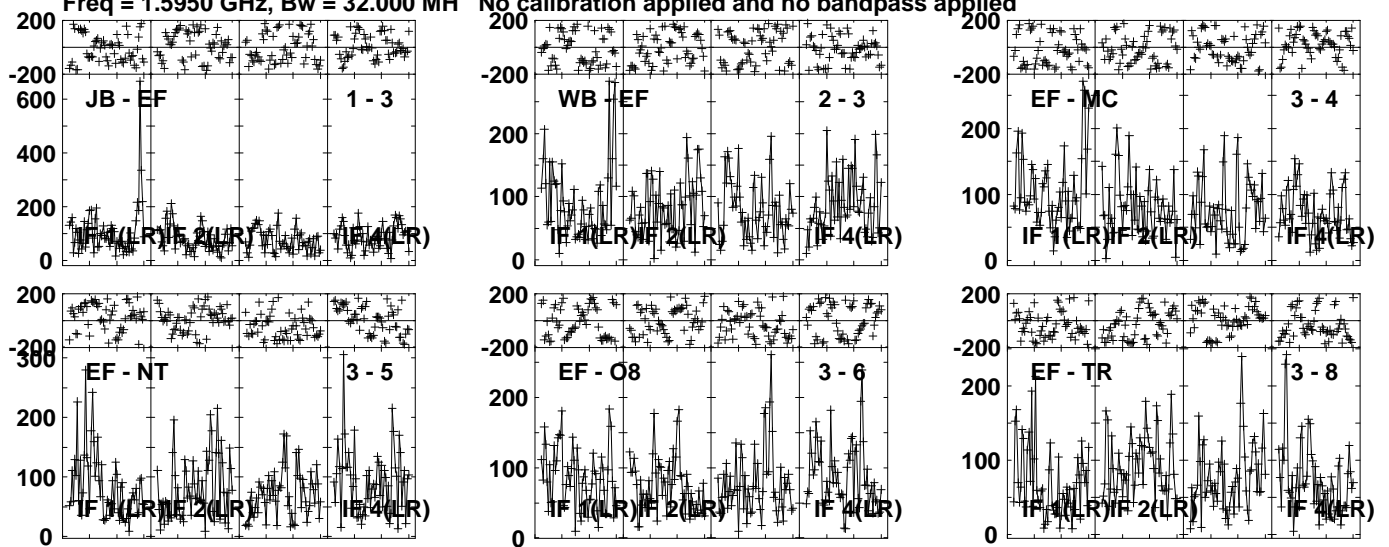 Freq = 1.5950 GHz, Bw = 32.000 MH No calibration applied and no bandpass applied
200
-200
600
400
200
0
JB - EF
1 - 3
IF 1(LR)
IF 2(LR)
IF 4(LR)
200
-200
200
100
0
WB - EF
2 - 3
IF 1(LR)
IF 2(LR)
IF 4(LR)
200
-200
200
100
0
EF - MC
3 - 4
IF 1(LR)
IF 2(LR)
IF 4(LR)
200
-200
300
200
100
0
EF - NT
3 - 5
IF 1(LR)
IF 2(LR)
IF 4(LR)
200
-200
200
100
0
EF - O8
3 - 6
IF 1(LR)
IF 2(LR)
IF 4(LR)
200
-200
200
100
0
EF - TR
3 - 8
IF 1(LR)
IF 2(LR)
IF 4(LR)